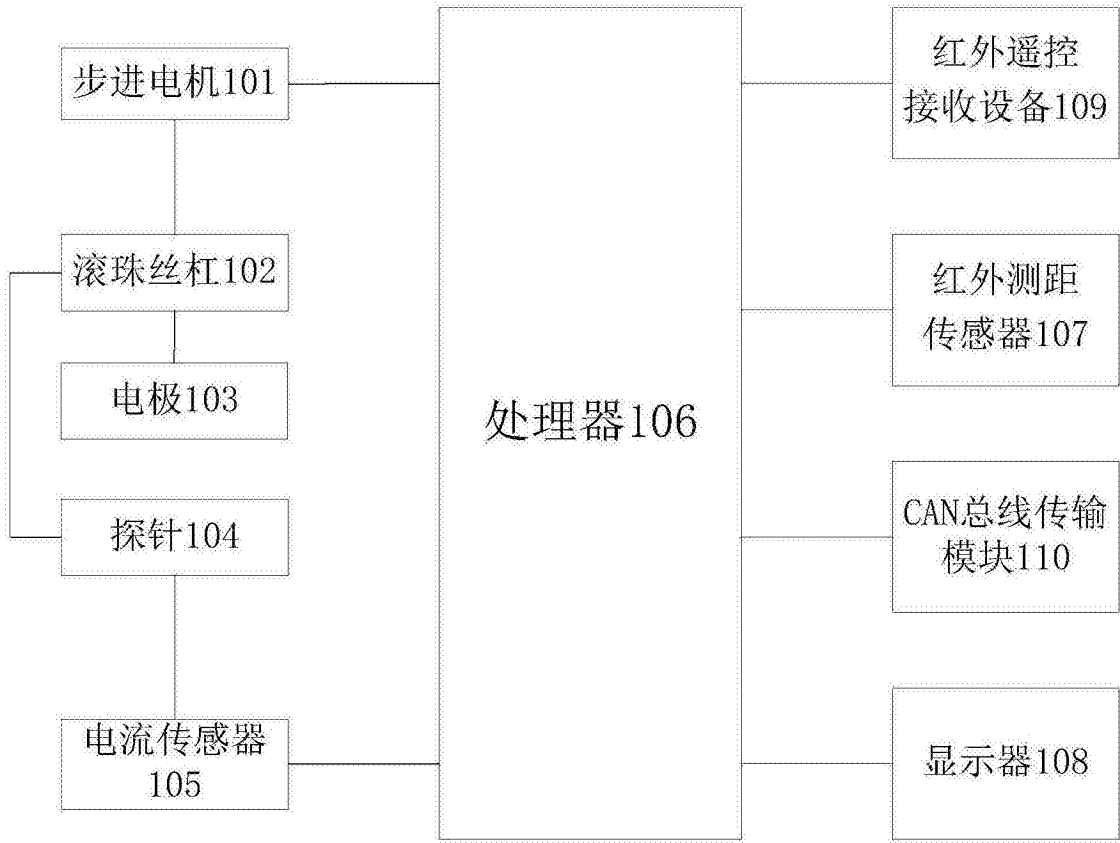 步进电机101
滚珠丝杠102
电极103
探针104
电流传感器
105
处理器106
红外遥控
接收设备109
红外测距
传感器107
CAN总线传输
模块110
显示器108